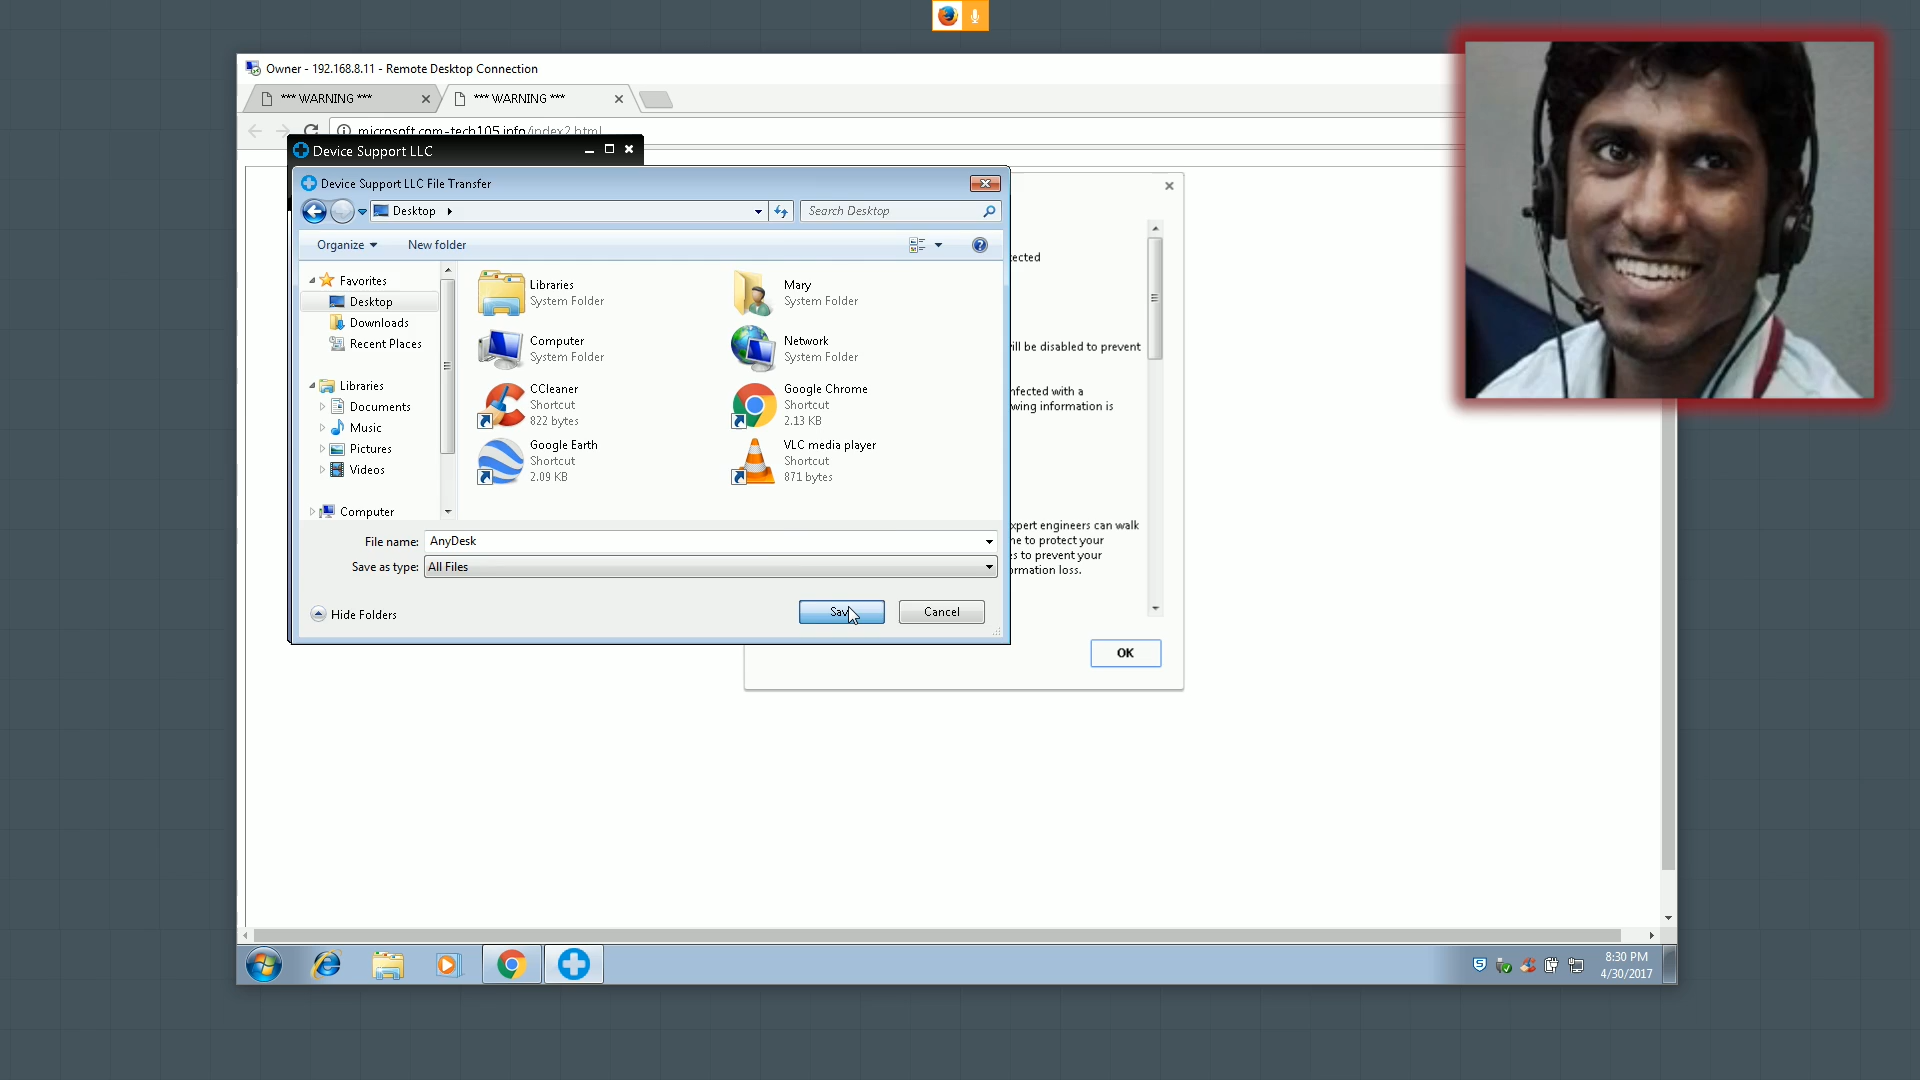 Owner - 192.168.8.11 - Remote Desktop Connection
*** WARNING ***
*** WARNING ***
microsoft.com-tech105.info/index2.html
Device Support LLC
Device Support LLC File Transfer
Desktop
Search Desktop
Organize
New folder
Favorites
Desktop
Downloads
Recent Places
Libraries
Documents
Music
Pictures
Videos
Computer
Libraries
System Folder
Mary
System Folder
Computer
System Folder
Network
System Folder
CCleaner
Shortcut
822 bytes
Google Chrome
Shortcut
2.13 KB
Google Earth
Shortcut
2.09 KB
VLC media player
Shortcut
871 bytes
File name: AnyDesk
Save as type: All Files
Hide Folders
Sav
Cancel
ected
ill be disabled to prevent
nfected with a
wing information is
xpert engineers can walk
ne to protect your
s to prevent your
ormation loss.
OK
8:30 PM
4/30/2017